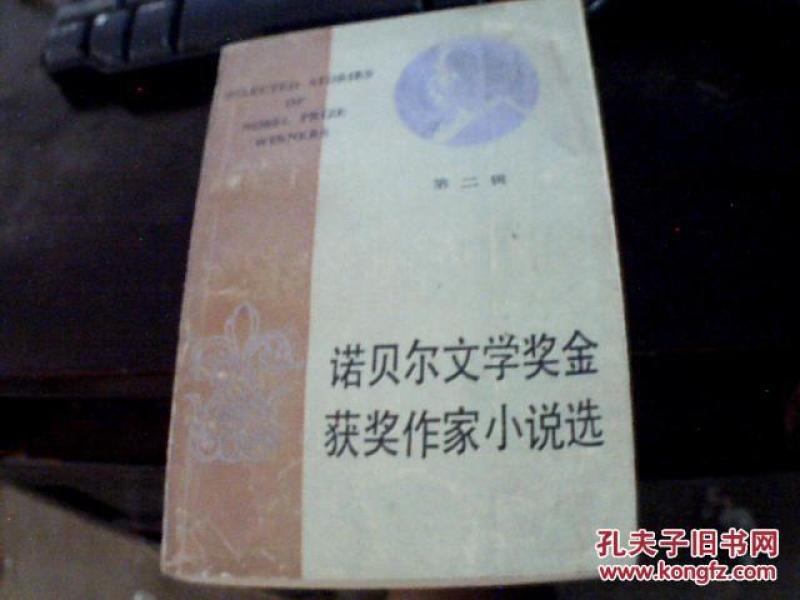 SELECTED STORIES
OF
NOBEL PRIZE
WINNERS
第二辑
诺贝尔文学奖金
获奖作家小说选
孔夫子旧书网
www.kongfz.com